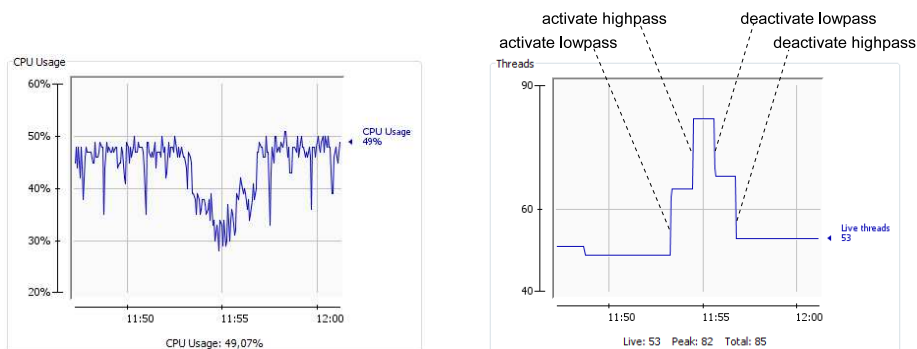 activate highpass
deactivate lowpass
activate lowpass
deactivate highpass
CPU Usage
60%
50%
40%
30%
20%
CPU Usage
49%
11:50
11:55
12:00
CPU Usage: 49,07%
Threads
90
60
40
Live threads
53
11:50
11:55
12:00
Live: 53 Peak: 82 Total: 85